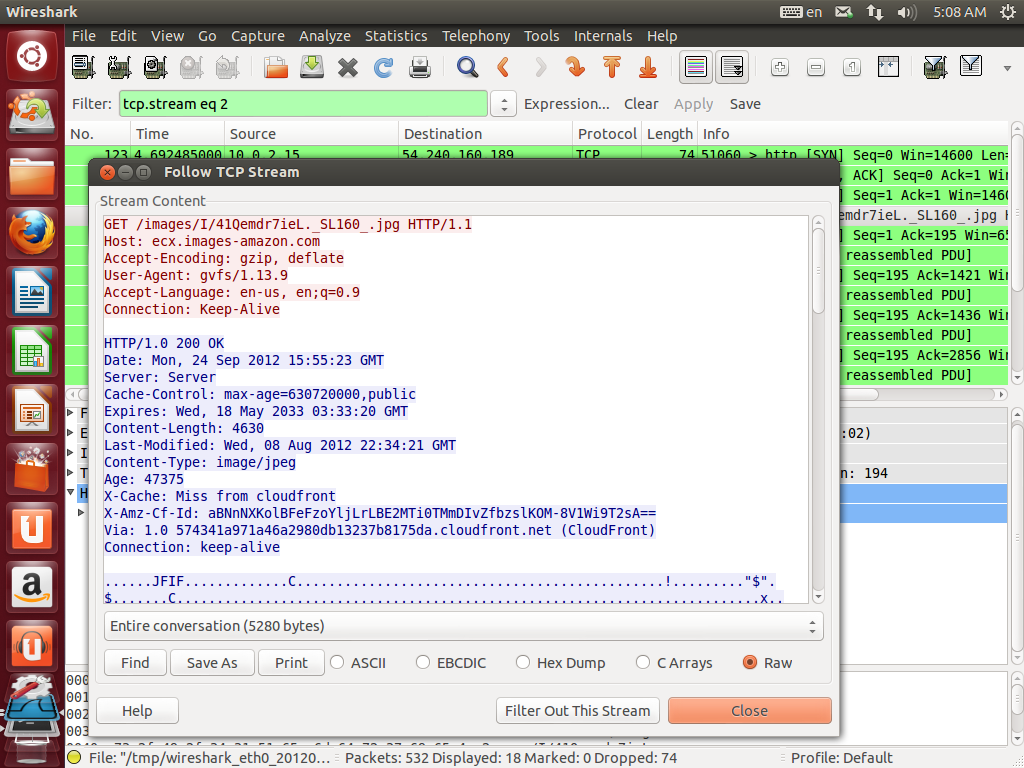 Wireshark en 5:08 AM
File Edit View Go Capture Analyze Statistics Telephony Tools Internals Help
Filter: tcp.stream eq 2 Expression... Clear Apply Save
No. Time Source Destination Protocol Length Info
123 4.692485000 10.0.2.15 54.240.160.189 TCP 74 51060 > http [SYN] Seq=0 Win=14600 Len=
Follow TCP Stream
, ACK] Seq=0 Ack=1 Win
] Seq=1 Ack=1 Win=1460
emdr7ieL._SL160_.jpg H
] Seq=1 Ack=195 Win=65
reassembled PDU]
] Seq=195 Ack=1421 Win
reassembled PDU]
] Seq=195 Ack=1436 Win
reassembled PDU]
] Seq=195 Ack=2856 Win
reassembled PDU]
:02)
n: 194
Stream Content
GET /images/I/41Qemdr7ieL._SL160_.jpg HTTP/1.1
Host: ecx.images-amazon.com
Accept-Encoding: gzip, deflate
User-Agent: gvfs/1.13.9
Accept-Language: en-us, en;q=0.9
Connection: Keep-Alive
HTTP/1.0 200 OK
Date: Mon, 24 Sep 2012 15:55:23 GMT
Server: Server
Cache-Control: max-age=630720000,public
Expires: Wed, 18 May 2033 03:33:20 GMT
Content-Length: 4630
Last-Modified: Wed, 08 Aug 2012 22:34:21 GMT
Content-Type: image/jpeg
Age: 47375
X-Cache: Miss from cloudfront
X-Amz-Cf-Id: aBNnNXKolBFeFzoYljLrLBE2MTi0TMmDIvZfbzslKOM-8V1Wi9T2sA==
Via: 1.0 574341a971a46a2980db13237b8175da.cloudfront.net (CloudFront)
Connection: keep-alive
......JFIF.............C..............................................!........."$".
$.......C.........................................................................x..
Entire conversation (5280 bytes)
Find Save As Print ASCII EBCDIC Hex Dump C Arrays Raw
Help Filter Out This Stream Close
File: "/tmp/wireshark_eth0_20120... Packets: 532 Displayed: 18 Marked: 0 Dropped: 74 Profile: Default